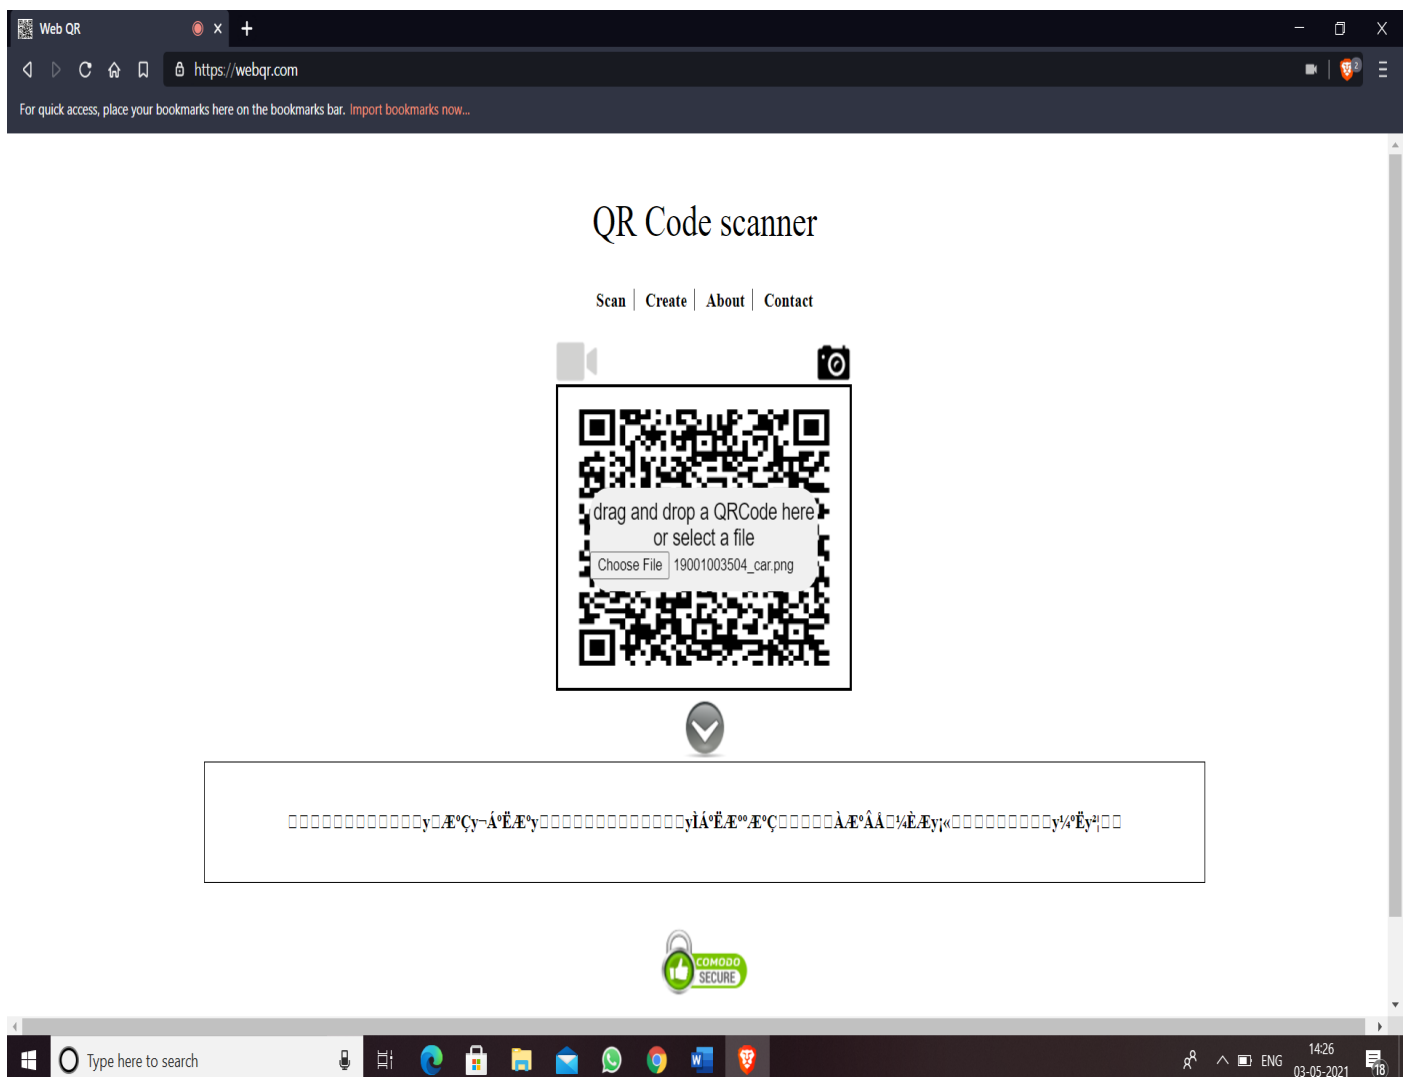 Web QR
https://webqr.com
2
For quick access, place your bookmarks here on the bookmarks bar. Import bookmarks now...
QR Code scanner
Scan | Create | About | Contact
drag and drop a QRCode here
or select a file
Choose File 19001003504_car.png
COMODO
SECURE
Type here to search
W
ENG
14:26
03-05-2021
18